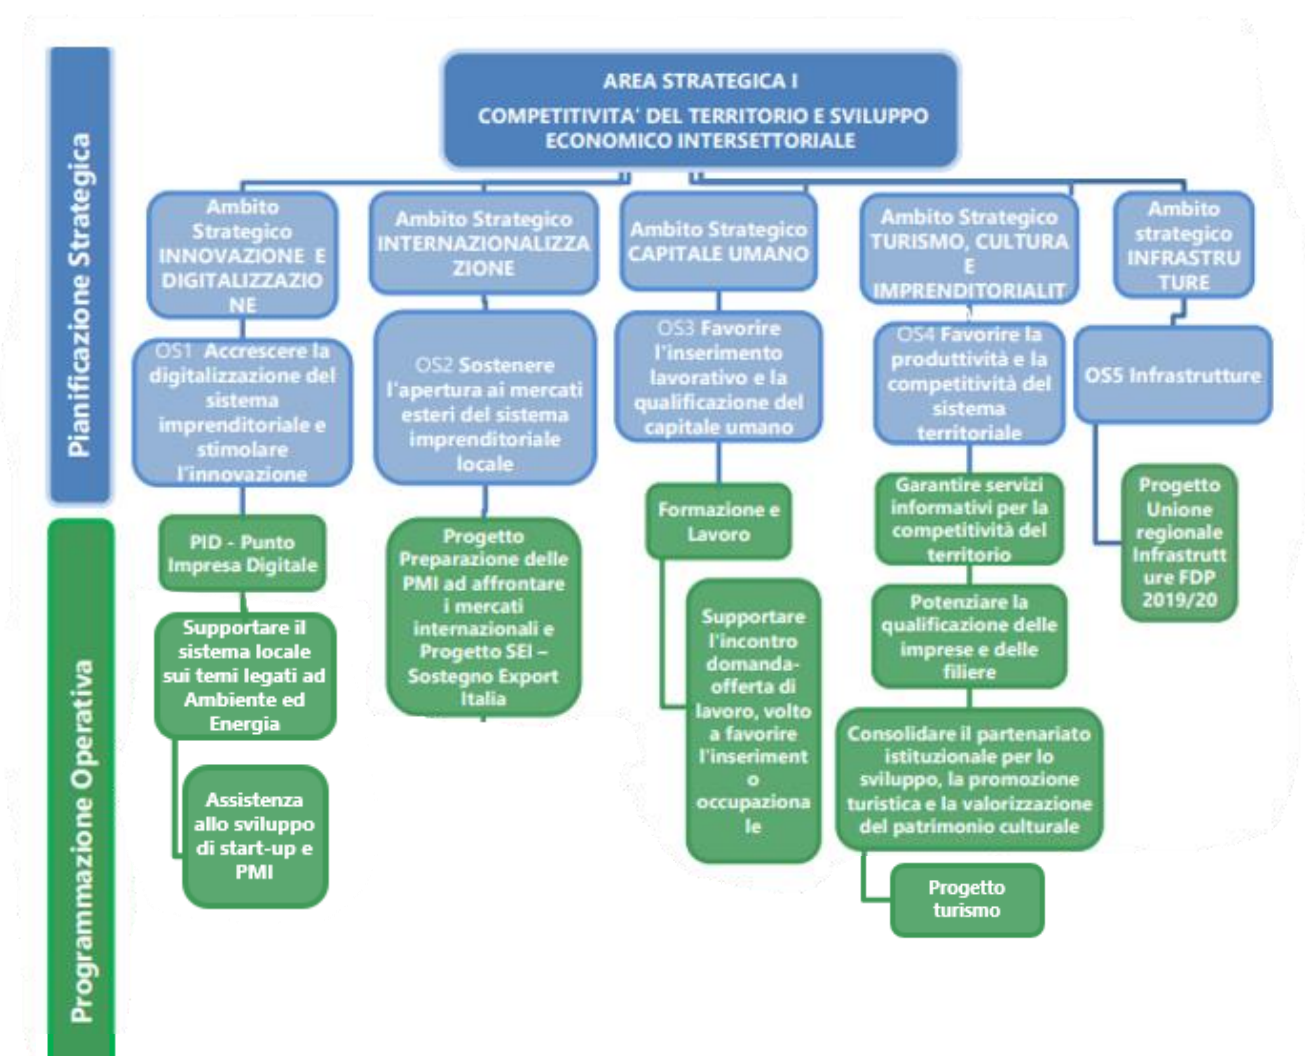 Pianificazione Strategica
Programmazione Operativa
AREA STRATEGICA I
COMPETITIVITA' DEL TERRITORIO E SVILUPPO
ECONOMICO INTERSETTORIALE
Ambito
Strategico
INNOVAZIONE E
DIGITALIZZAZIO
NE
OS1 Accrescere la
digitalizzazione del
sistema
imprenditoriale e
stimolare
l'innovazione
PID - Punto
Impresa Digitale
Supportare il
sistema locale
sui temi legati ad
Ambiente ed
Energia
Assistenza
allo sviluppo
di start-up e
PMI
Ambito Strategico
INTERNAZIONALIZZA
ZIONE
OS2 Sostenere
l'apertura ai mercati
esteri del sistema
imprenditoriale
locale
Progetto
Preparazione delle
PMI ad affrontare
i mercati
internazionali e
Progetto SEI –
Sostegno Export
Italia
Ambito Strategico
CAPITALE UMANO
OS3 Favorire
l'inserimento
lavorativo e la
qualificazione del
capitale umano
Formazione e
Lavoro
Supportare
l'incontro
domanda-
offerta di
lavoro, volto
a favorire
l'inseriment
o
occupaziona
le
Ambito Strategico
TURISMO, CULTURA
E
IMPRENDITORIALIT
OS4 Favorire la
produttività e la
competitività del
sistema
territoriale
Garantire servizi
informativi per la
competitività del
territorio
Potenziare la
qualificazione delle
imprese e delle
filiere
Consolidare il partenariato
istituzionale per lo
sviluppo, la promozione
turistica e la valorizzazione
del patrimonio culturale
Progetto
turismo
Ambito
strategico
INFRASTRU
TURE
OS5 Infrastrutture
Progetto
Unione
regionale
Infrastrutt
ure FDP
2019/20